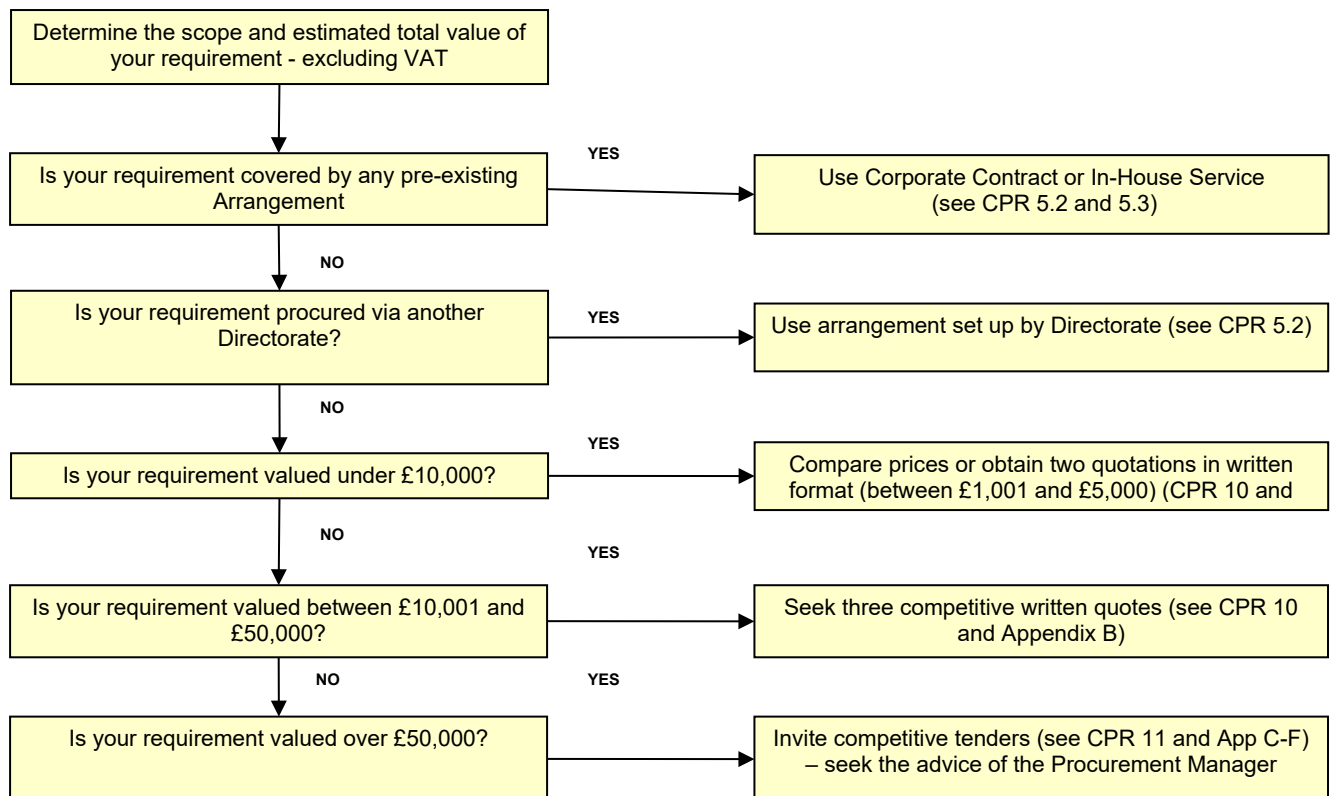 Determine the scope and estimated total value of
your requirement - excluding VAT
Is your requirement covered by any pre-existing
Arrangement
YES
Use Corporate Contract or In-House Service
(see CPR 5.2 and 5.3)
NO
Is your requirement procured via another
Directorate?
YES
Use arrangement set up by Directorate (see CPR 5.2)
NO
Is your requirement valued under £10,000?
YES
Compare prices or obtain two quotations in written
format (between £1,001 and £5,000) (CPR 10 and
NO
Is your requirement valued between £10,001 and
£50,000?
YES
Seek three competitive written quotes (see CPR 10
and Appendix B)
NO
Is your requirement valued over £50,000?
YES
Invite competitive tenders (see CPR 11 and App C-F)
– seek the advice of the Procurement Manager